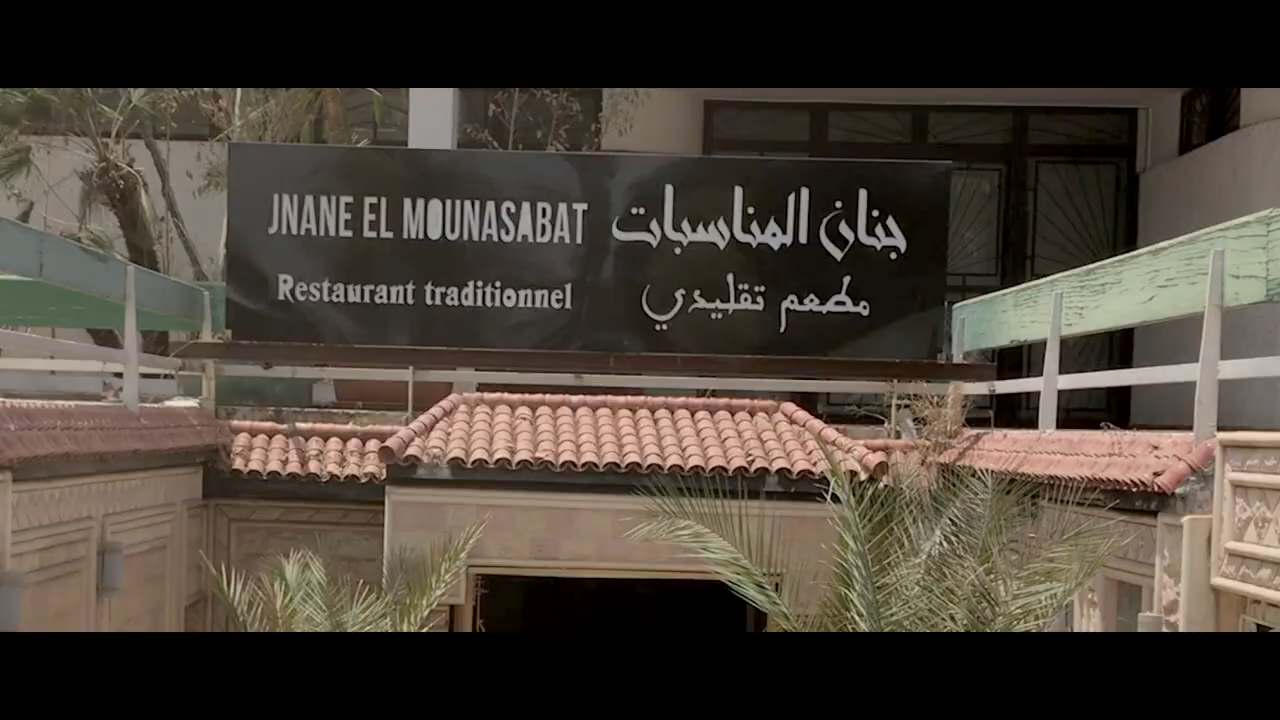 JNANE EL MOUNASABAT
جنان المناسبات
Restaurant traditionnel
مطعم تقليدي